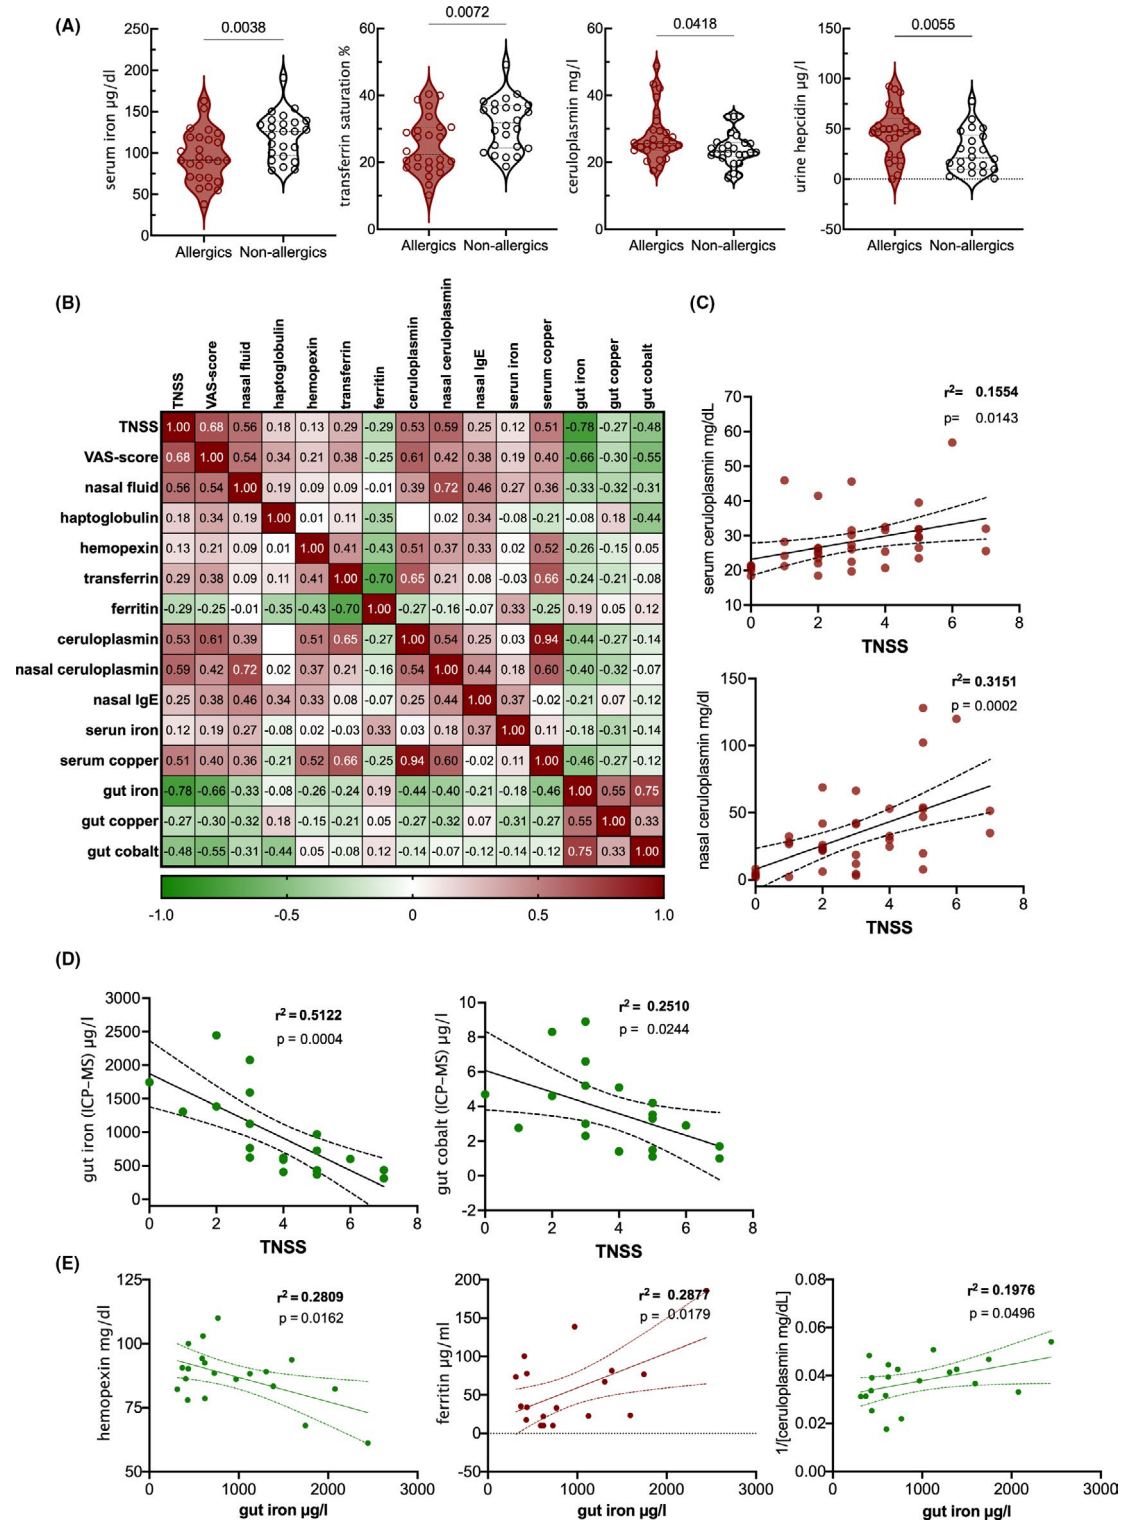 (A)
0.0038
0.0072
0.0418
0.0055
serum iron µg/dl
250
200
150
100
50
0
Allergics Non-allergics
transferrin saturation %
60
40
20
0
Allergics Non-allergics
ceruloplasmin mg/l
60
40
20
0
Allergics Non-allergics
urine hepcidin µg/dl
150
100
50
0
-50
Allergics Non-allergics
(B)
TNSS
VAS-score
nasal fluid
haptoglobulin
hemopexin
transferrin
ferritin
ceruloplasmin
nasal ceruloplasmin
nasal IgE
serun iron
serum copper
gut iron
gut copper
gut cobalt
TNSS 1.00 0.68 0.56 0.18 0.13 0.29 -0.29 0.53 0.59 0.25 0.12 0.51 -0.78 -0.27 -0.48
VAS-score 0.68 1.00 0.54 0.34 0.21 0.38 -0.25 0.61 0.42 0.38 0.19 0.40 -0.66 -0.30 -0.55
nasal fluid 0.56 0.54 1.00 0.19 0.09 0.09 -0.01 0.39 0.72 0.46 0.27 0.36 -0.33 -0.32 -0.31
haptoglobulin 0.18 0.34 0.19 1.00 0.01 0.11 -0.35 0.02 0.34 -0.08 -0.21 -0.08 0.18 -0.44
hemopexin 0.13 0.21 0.09 0.01 1.00 0.41 -0.43 0.51 0.37 0.33 0.02 0.52 -0.26 -0.15 0.05
transferrin 0.29 0.38 0.09 0.11 0.41 1.00 -0.70 0.65 0.21 0.08 -0.03 0.66 -0.24 -0.21 -0.08
ferritin -0.29 -0.25 -0.01 -0.35 -0.43 -0.70 1.00 -0.27 -0.16 -0.07 0.33 -0.25 0.19 0.05 0.12
ceruloplasmin 0.53 0.61 0.39 0.51 0.65 -0.27 1.00 0.54 0.25 0.03 0.94 -0.44 -0.27 -0.14
nasal ceruloplasmin 0.59 0.42 0.72 0.02 0.37 0.21 -0.16 0.54 1.00 0.44 0.18 0.60 -0.40 -0.32 -0.07
nasal IgE 0.25 0.38 0.46 0.34 0.33 0.08 -0.07 0.25 0.44 1.00 0.37 -0.02 -0.21 0.07 -0.12
serun iron 0.12 0.19 0.27 -0.08 0.02 -0.03 0.33 0.03 0.18 0.37 1.00 0.11 -0.18 -0.31 -0.14
serum copper 0.51 0.40 0.36 -0.21 0.52 0.66 -0.25 0.94 0.60 -0.02 0.11 1.00 -0.46 -0.27 -0.12
gut iron -0.78 -0.66 -0.33 -0.08 -0.26 -0.24 0.19 -0.44 -0.40 -0.21 -0.18 -0.46 1.00 0.55 0.75
gut copper -0.27 -0.30 -0.32 0.18 -0.15 -0.21 0.05 -0.27 -0.32 0.07 -0.31 -0.27 0.55 1.00 0.33
gut cobalt -0.48 -0.55 -0.31 -0.44 0.05 -0.08 0.12 -0.14 -0.07 -0.12 -0.14 -0.12 0.75 0.33 1.00
-1.0 -0.5 0 0.5 1.0
(C)
r²= 0.1554
p= 0.0143
serum ceruloplasmin mg/dL
70
60
50
40
30
20
10
0 2 4 6 8
TNSS
r²= 0.3151
p = 0.0002
nasal ceruloplasmin mg/dl
150
100
50
0
0 2 4 6 8
TNSS
(D)
r² = 0.5122
p = 0.0004
gut iron (ICP–MS) µg/l
3000
2500
2000
1500
1000
500
0
0 2 4 6 8
TNSS
r² = 0.2510
p = 0.0244
gut cobalt (ICP–MS) µg/l
10
8
6
4
2
0
-2
0 2 4 6 8
TNSS
(E)
r² = 0.2809
p = 0.0162
hemopexin mg/dl
125
100
75
50
0 1000 2000 3000
gut iron µg/l
r² = 0.2877
p = 0.0179
ferritin µg/ml
200
150
100
50
0
-50
0 1000 2000 3000
gut iron µg/l
r² = 0.1976
p = 0.0496
1/[ceruloplasmin mg/dL]
0.08
0.06
0.04
0.02
0.00
0 1000 2000 3000
gut iron µg/l